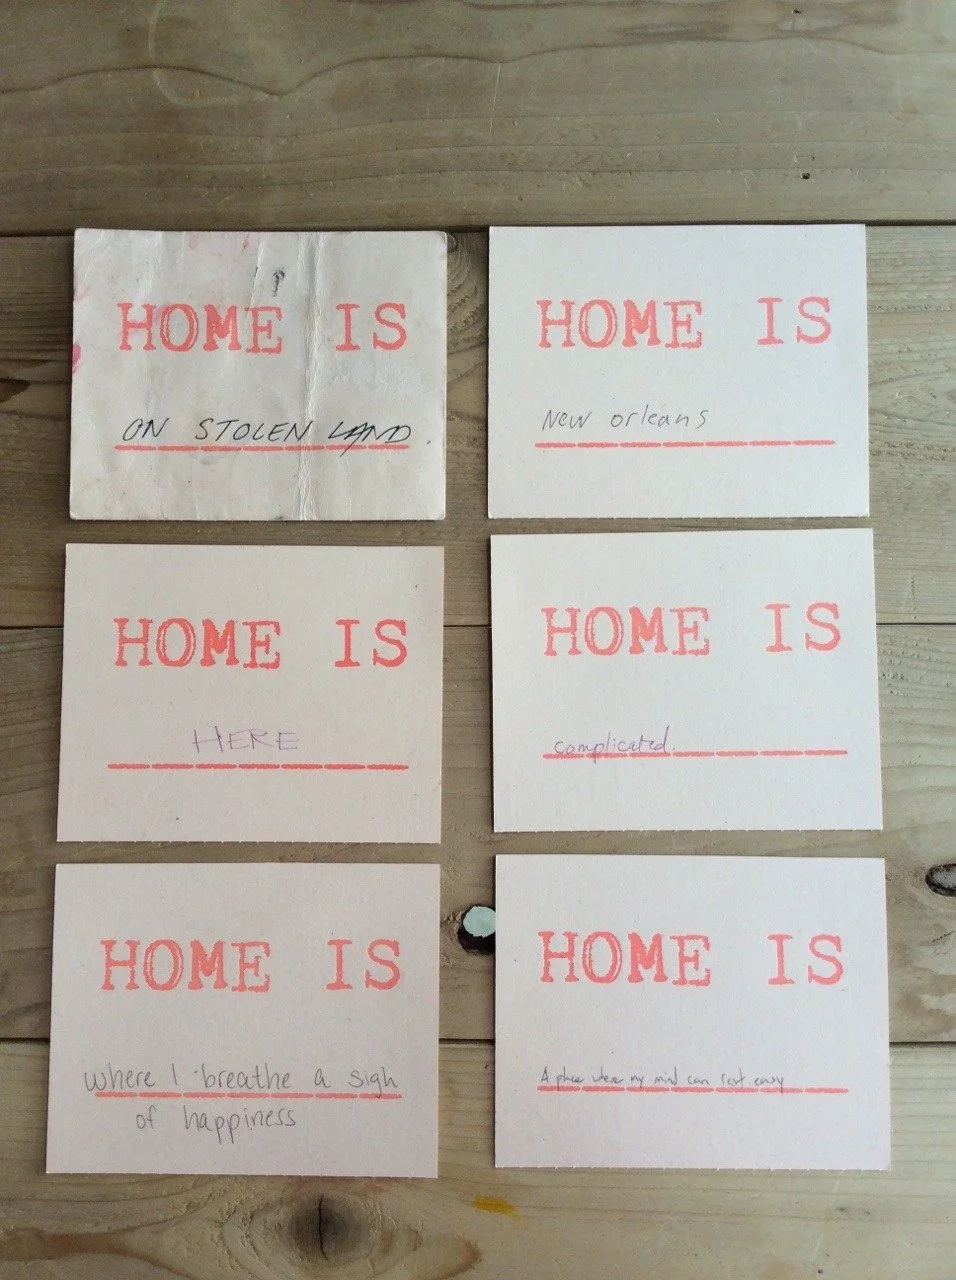 HOME IS
ON STOLEN LAND.
HOME IS
New orleans
HOME IS
HERE
HOME IS
complicated.
HOME IS
where I breathe a sigh
of happiness
HOME IS
A place where my mind can rest easy